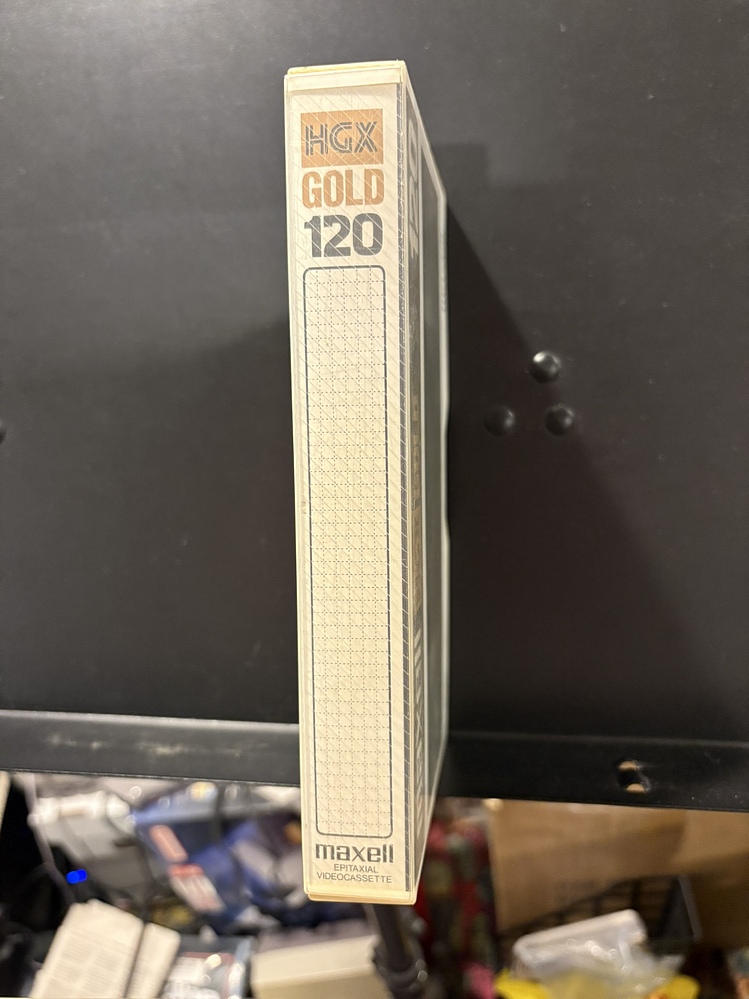 HGX
GOLD
120
maxell
EPITAXIAL
VIDEOCASSETTE